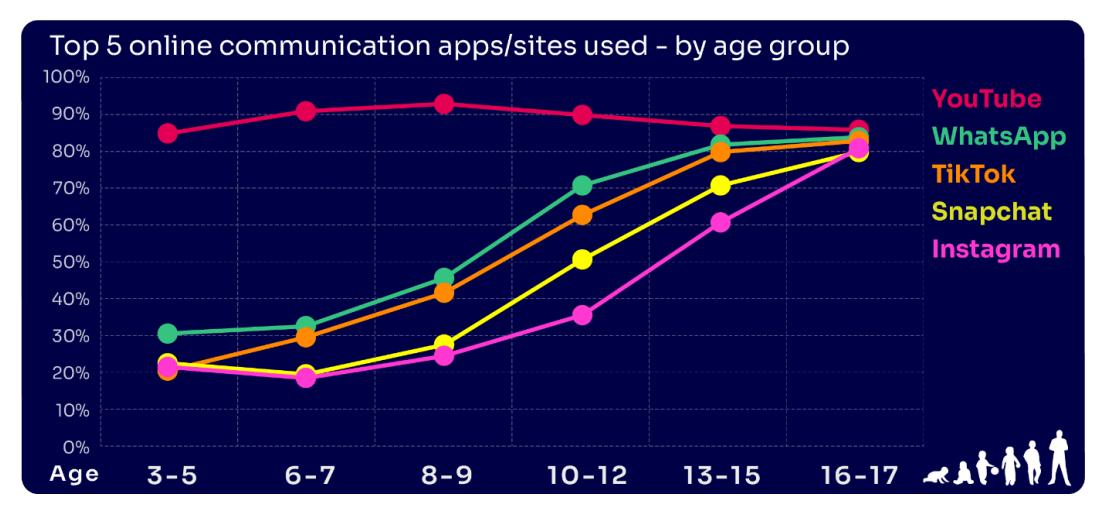 Top 5 online communication apps/sites used - by age group
100%
90%
80%
70%
60%
50%
40%
30%
20%
10%
0%
YouTube
WhatsApp
TikTok
Snapchat
Instagram
Age 3-5 6-7 8-9 10-12 13-15 16-17